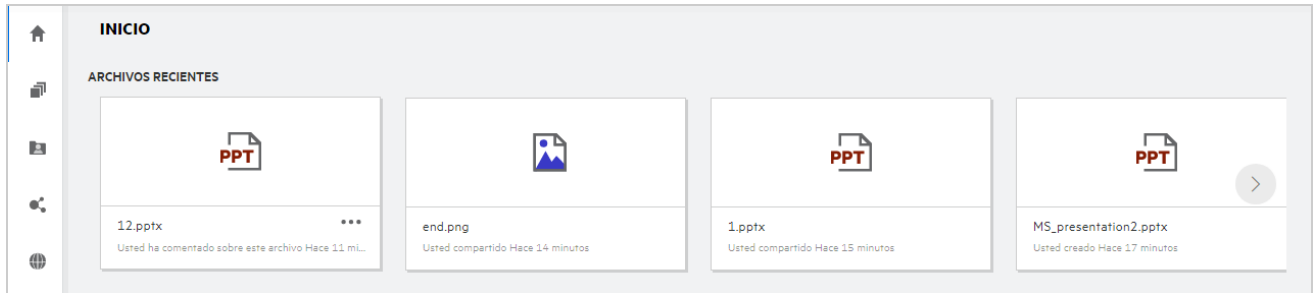 INICIO
ARCHIVOS RECIENTES
PPT
PPT
PPT
12.pptx
end.png
1.pptx
MS_presentation2.pptx
Usted ha comentado sobre este archivo Hace 11 mi...
Usted compartido Hace 14 minutos
Usted compartido Hace 15 minutos
Usted creado Hace 17 minutos